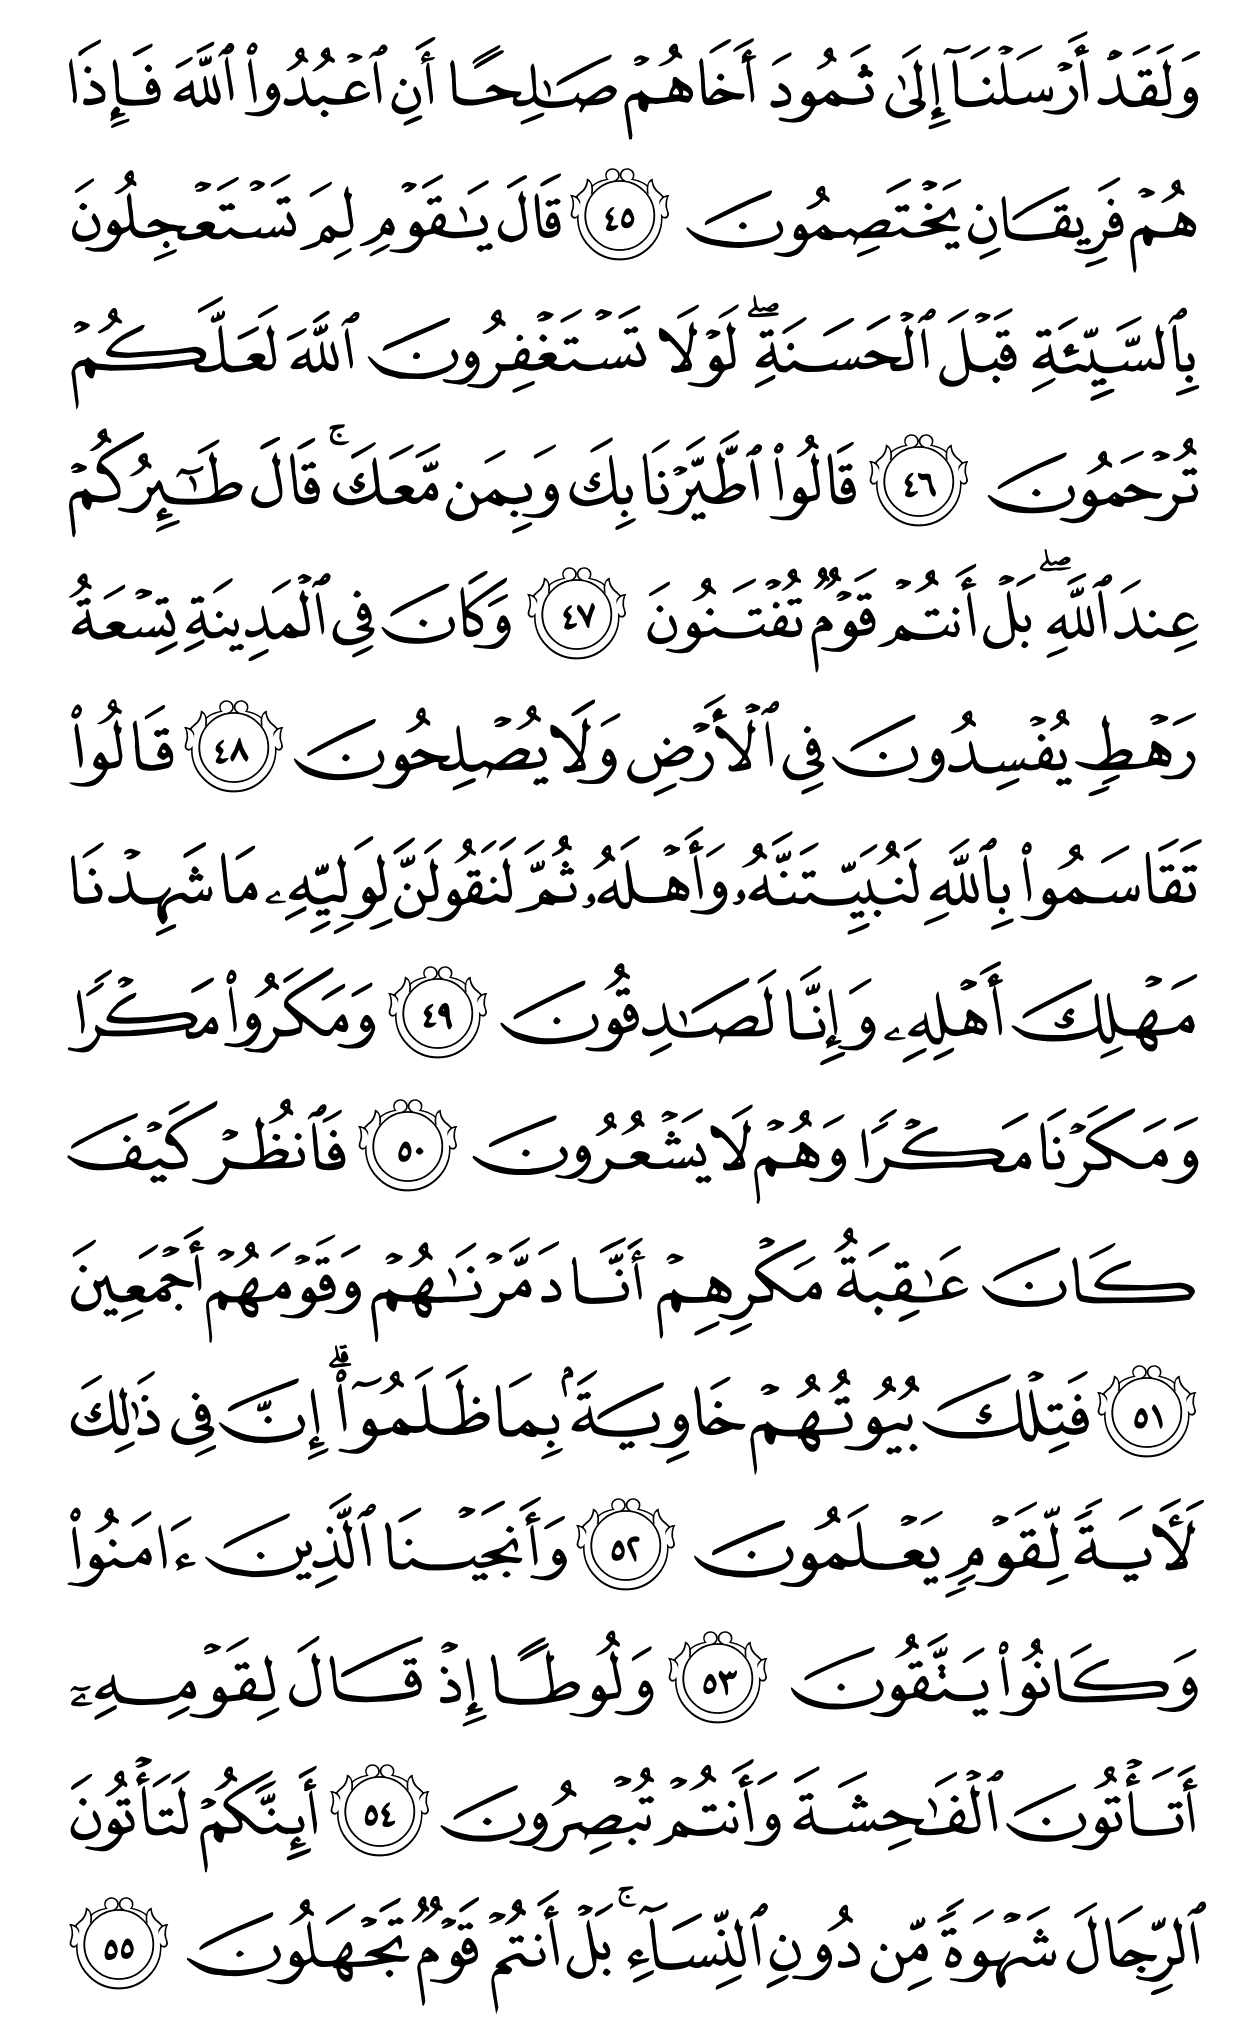 وَلَقَدۡ أَرۡسَلۡنَآ إِلَىٰ ثَمُودَ أَخَاهُمۡ صَٰلِحًا أَنِ ٱعۡبُدُواْ ٱللَّهَ فَإِذَا
هُمۡ فَرِيقَانِ يَخۡتَصِمُونَ ٤٥ قَالَ يَٰقَوۡمِ لِمَ تَسۡتَعۡجِلُونَ
بِٱلسَّيِّئَةِ قَبۡلَ ٱلۡحَسَنَةِۖ لَوۡلَا تَسۡتَغۡفِرُونَ ٱللَّهَ لَعَلَّكُمۡ
تُرۡحَمُونَ ٤٦ قَالُواْ ٱطَّيَّرۡنَا بِكَ وَبِمَن مَّعَكَۚ قَالَ طَٰٓئِرُكُمۡ
عِندَ ٱللَّهِۖ بَلۡ أَنتُمۡ قَوۡمٞ تُفۡتَنُونَ ٤٧ وَكَانَ فِي ٱلۡمَدِينَةِ تِسۡعَةُ
رَهۡطٖ يُفۡسِدُونَ فِي ٱلۡأَرۡضِ وَلَا يُصۡلِحُونَ ٤٨ قَالُواْ
تَقَاسَمُواْ بِٱللَّهِ لَنُبَيِّتَنَّهُۥ وَأَهۡلَهُۥ ثُمَّ لَنَقُولَنَّ لِوَلِيِّهِۦ مَا شَهِدۡنَا
مَهۡلِكَ أَهۡلِهِۦ وَإِنَّا لَصَٰدِقُونَ ٤٩ وَمَكَرُواْ مَكۡرٗا
وَمَكَرۡنَا مَكۡرٗا وَهُمۡ لَا يَشۡعُرُونَ ٥٠ فَٱنظُرۡ كَيۡفَ
كَانَ عَٰقِبَةُ مَكۡرِهِمۡ أَنَّا دَمَّرۡنَٰهُمۡ وَقَوۡمَهُمۡ أَجۡمَعِينَ
٥١ فَتِلۡكَ بُيُوتُهُمۡ خَاوِيَةَۢ بِمَا ظَلَمُوٓاْۚ إِنَّ فِي ذَٰلِكَ
لَأٓيَةٗ لِّقَوۡمٖ يَعۡلَمُونَ ٥٢ وَأَنجَيۡنَا ٱلَّذِينَ ءَامَنُواْ
وَكَانُواْ يَتَّقُونَ ٥٣ وَلُوطًا إِذۡ قَالَ لِقَوۡمِهِۦٓ
أَتَأۡتُونَ ٱلۡفَٰحِشَةَ وَأَنتُمۡ تُبۡصِرُونَ ٥٤ أَئِنَّكُمۡ لَتَأۡتُونَ
ٱلرِّجَالَ شَهۡوَةٗ مِّن دُونِ ٱلنِّسَآءِۚ بَلۡ أَنتُمۡ قَوۡمٞ تَجۡهَلُونَ ٥٥